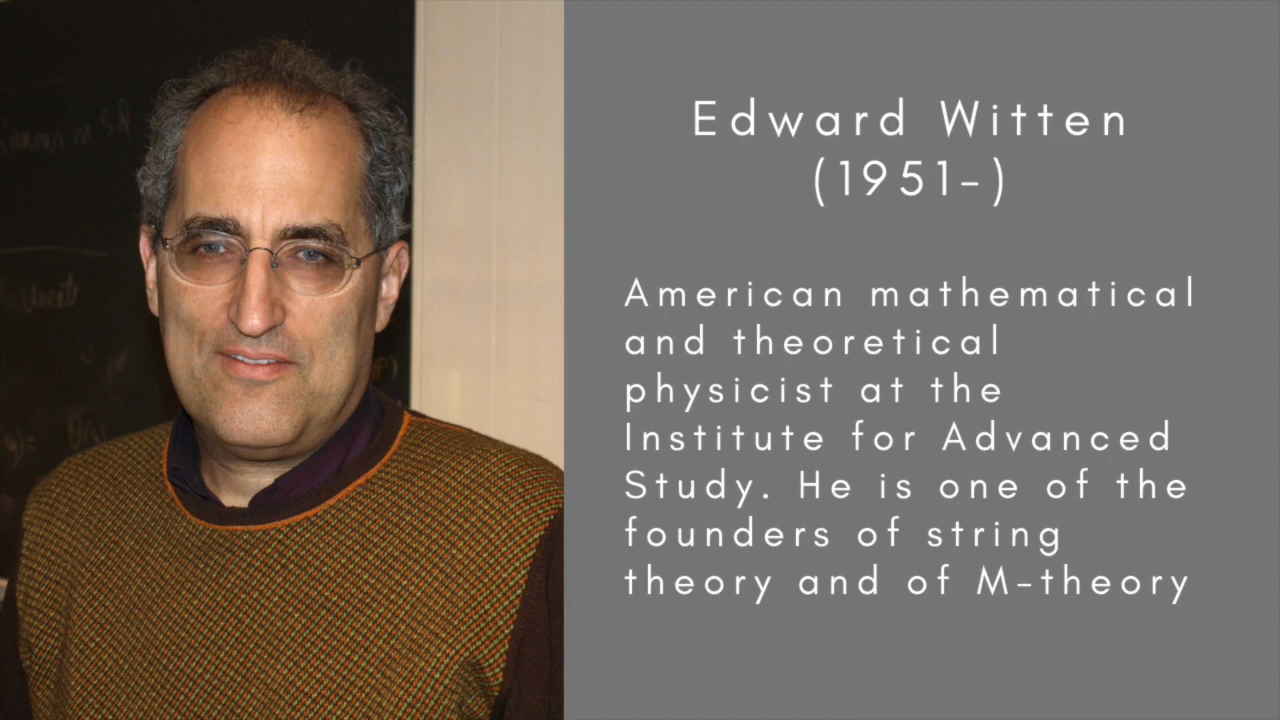 Edward Witten
(1951-)
American mathematical
and theoretical
physicist at the
Institute for Advanced
Study. He is one of the
founders of string
theory and of M-theory